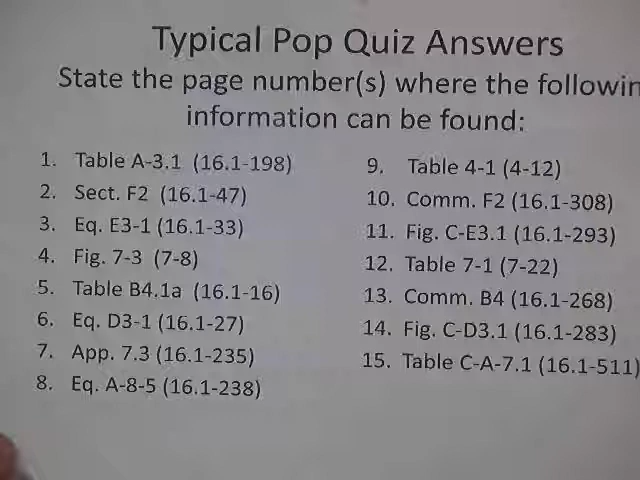 Typical Pop Quiz Answers
State the page number(s) where the followin
information can be found:
1. Table A-3.1 (16.1-198)
2. Sect. F2 (16.1-47)
3. Eq. E3-1 (16.1-33)
4. Fig. 7-3 (7-8)
5. Table B4.1a (16.1-16)
6. Eq. D3-1 (16.1-27)
7. App. 7.3 (16.1-235)
8. Eq. A-8-5 (16.1-238)
9. Table 4-1 (4-12)
10. Comm. F2 (16.1-308)
11. Fig. C-E3.1 (16.1-293)
12. Table 7-1 (7-22)
13. Comm. B4 (16.1-268)
14. Fig. C-D3.1 (16.1-283)
15. Table C-A-7.1 (16.1-511)